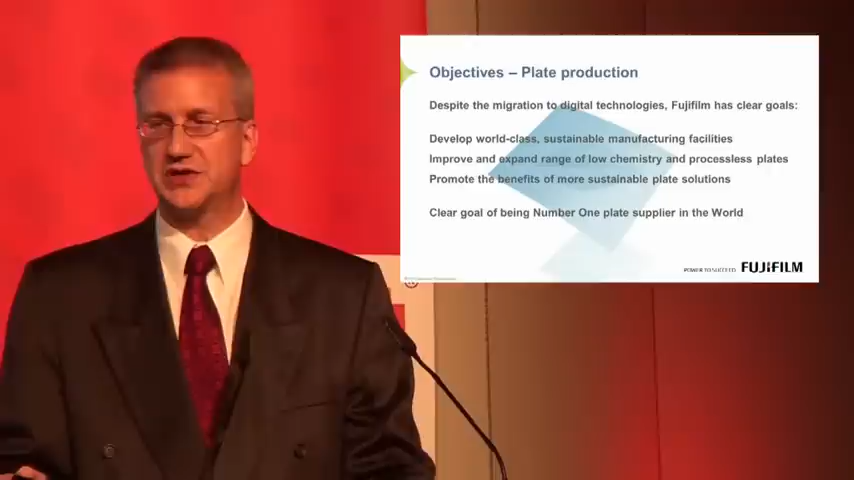 Objectives – Plate production
Despite the migration to digital technologies, Fujifilm has clear goals:
Develop world-class, sustainable manufacturing facilities
Improve and expand range of low chemistry and processless plates
Promote the benefits of more sustainable plate solutions
Clear goal of being Number One plate supplier in the World
POWER TO SUCCEED FUJIFILM
®